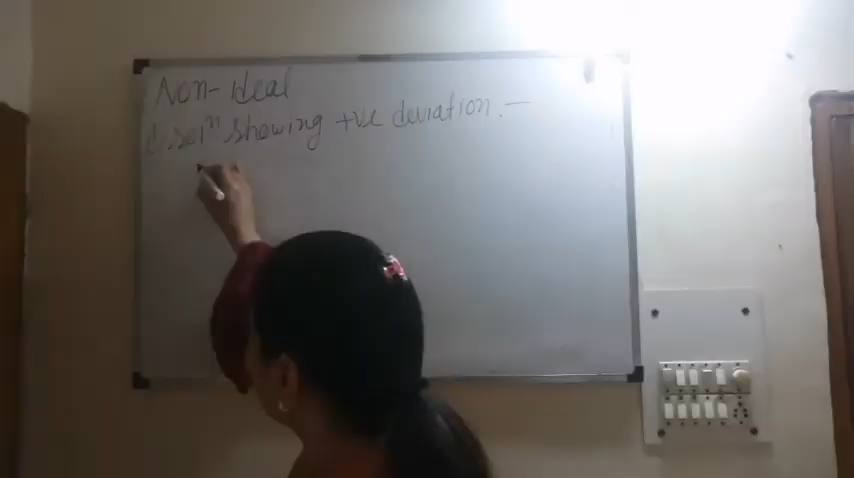 Non-Ideal
solⁿ showing +ve deviation.-